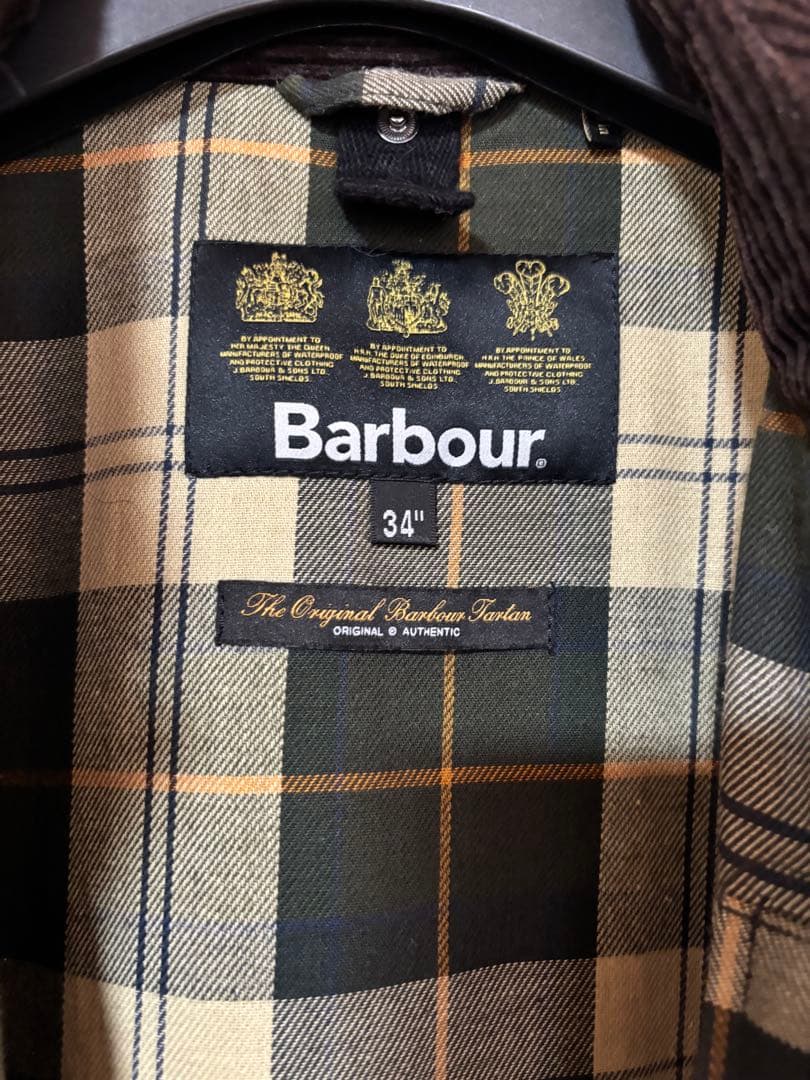 BY APPOINTMENT TO
HER MAJESTY THE QUEEN
MANUFACTURERS OF WATERPROOF
AND PROTECTIVE CLOTHING
J.BARBOUR & SONS LTD.
SOUTH SHIELDS
BY APPOINTMENT TO
H.R.H. THE DUKE OF EDINBURGH
MANUFACTURERS OF WATERPROOF
AND PROTECTIVE CLOTHING
J.BARBOUR & SONS LTD.
SOUTH SHIELDS
BY APPOINTMENT TO
H.R.H. THE PRINCE OF WALES
MANUFACTURERS OF WATERPROOF
AND PROTECTIVE CLOTHING
J.BARBOUR & SONS LTD.
SOUTH SHIELDS
Barbour®
34"
The Original Barbour Tartan
ORIGINAL & AUTHENTIC